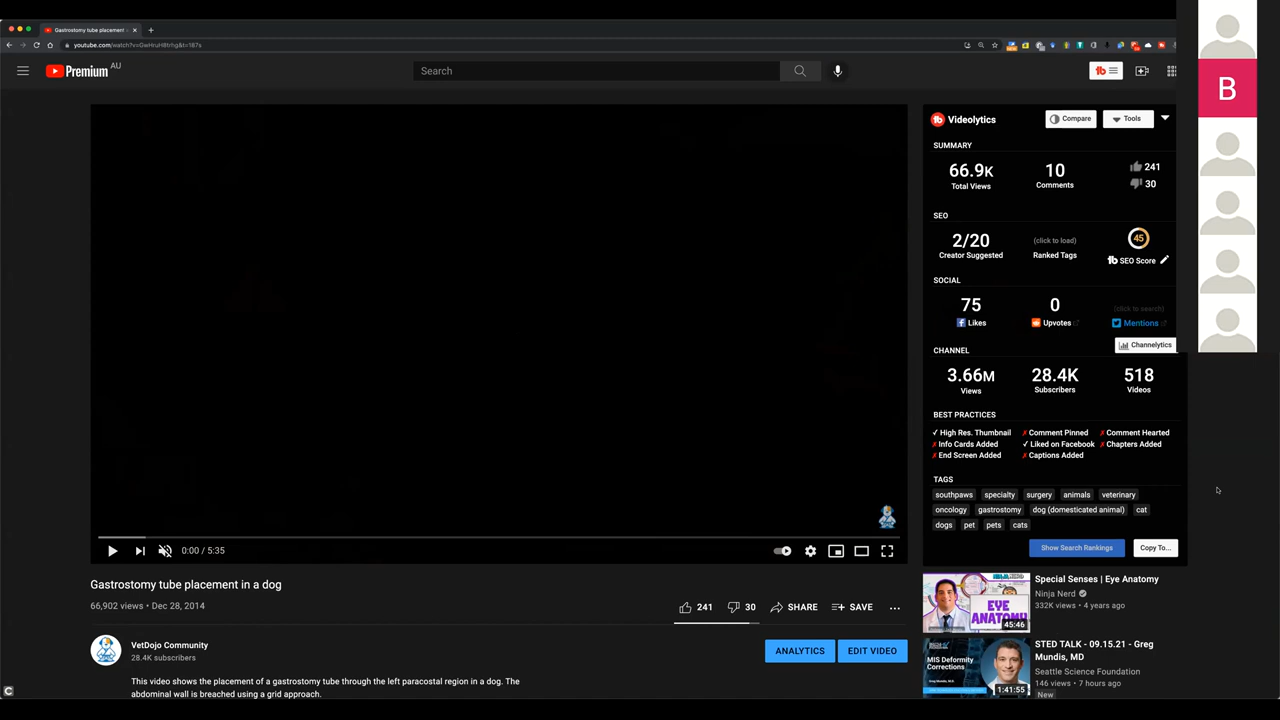 Gastrostomy tube placement
Premium AU
Search
B
Videolytics
Compare
Tools
SUMMARY
66.9K
10
241
Total Views
Comments
30
SEO
2/20
(click to load)
45
Creator Suggested
Ranked Tags
SEO Score
SOCIAL
75
0
(click to search)
Likes
Upvotes
Mentions
CHANNEL
Channelytics
3.66M
28.4K
518
Views
Subscribers
Videos
BEST PRACTICES
✓ High Res. Thumbnail
✗ Comment Pinned
✗ Comment Hearted
✗ Info Cards Added
✓ Liked on Facebook
✗ Chapters Added
✗ End Screen Added
✗ Captions Added
TAGS
southpaws specialty surgery animals veterinary
oncology gastrostomy dog (domesticated animal) cat
dogs pet pets cats
Show Search Rankings
Copy To...
0:00 / 5:35
Gastrostomy tube placement in a dog
66,902 views • Dec 28, 2014
241
30
SHARE
SAVE
VetDojo Community
28.4K subscribers
ANALYTICS
EDIT VIDEO
This video shows the placement of a gastrostomy tube through the left paracostal region in a dog. The
abdominal wall is breached using a grid approach.
EYE
ANATOMY
45:46
Special Senses | Eye Anatomy
Ninja Nerd
332K views • 4 years ago
MIS Deformity
Corrections
1:41:55
STED TALK - 09.15.21 - Greg
Mundis, MD
Seattle Science Foundation
146 views • 7 hours ago
New